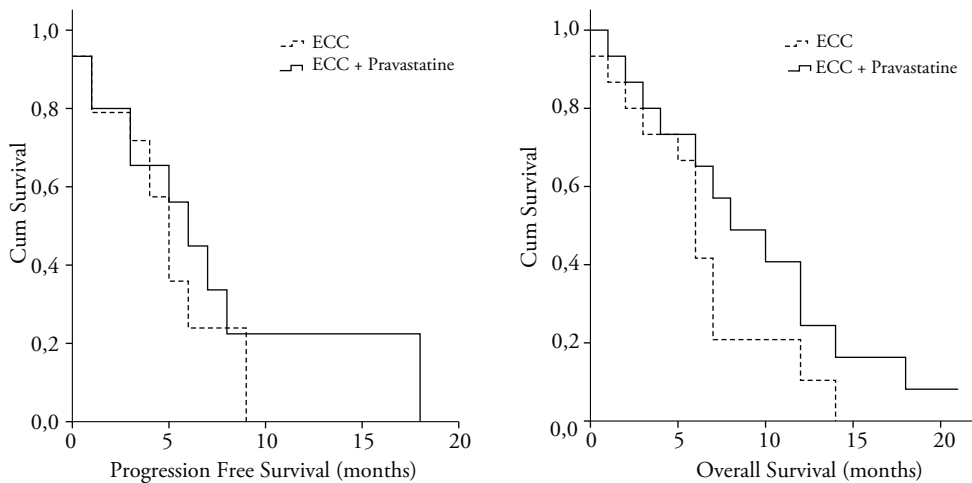 1,0
0,8
0,6
0,4
0,2
0,0
Cum Survival
ECC
ECC + Pravastatine
0 5 10 15 20
Progression Free Survival (months)
1,0
0,8
0,6
0,4
0,2
0,0
Cum Survival
ECC
ECC + Pravastatine
0 5 10 15 20
Overall Survival (months)